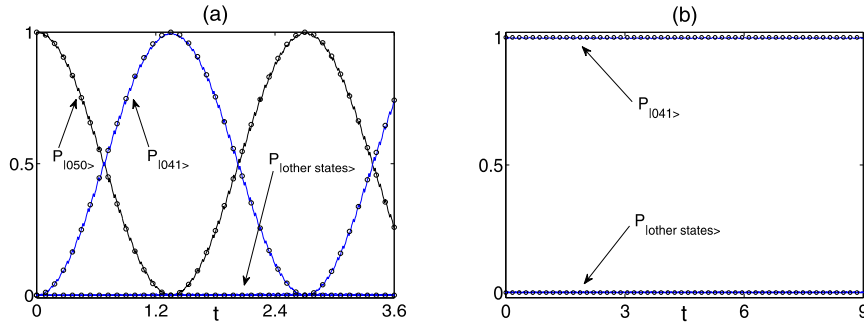 (a)
1
0.5
0
0 1.2 2.4 3.6
t
P|050>
P|041>
P|other states>
(b)
1
0.5
0
0 3 6 9
t
P|041>
P|other states>